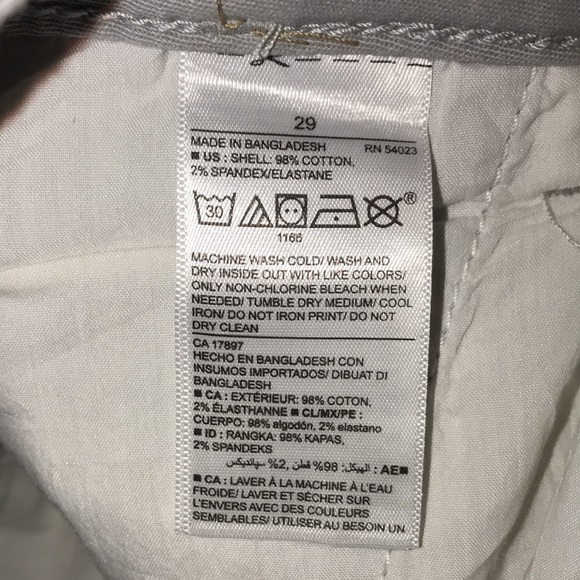 29
MADE IN BANGLADESH RN 54023
■ US : SHELL: 98% COTTON,
2% SPANDEX/ELASTANE
30 ®
1166
MACHINE WASH COLD/ WASH AND
DRY INSIDE OUT WITH LIKE COLORS/
ONLY NON-CHLORINE BLEACH WHEN
NEEDED/ TUMBLE DRY MEDIUM/ COOL
IRON/ DO NOT IRON PRINT/ DO NOT
DRY CLEAN
CA 17897
HECHO EN BANGLADESH CON
INSUMOS IMPORTADOS/ DIBUAT DI
BANGLADESH
■ CA : EXTÉRIEUR: 98% COTON,
2% ÉLASTHANNE ■ CL/MX/PE :
CUERPO: 98% algodón, 2% elastano
■ ID : RANGKA: 98% KAPAS,
2% SPANDEKS
■AE : الهيكل: 98% قطن ,2% سباندیکس
■ CA : LAVER À LA MACHINE À L'EAU
FROIDE/ LAVER ET SÉCHER SUR
L'ENVERS AVEC DES COULEURS
SEMBLABLES/ UTILISER AU BESOIN UN